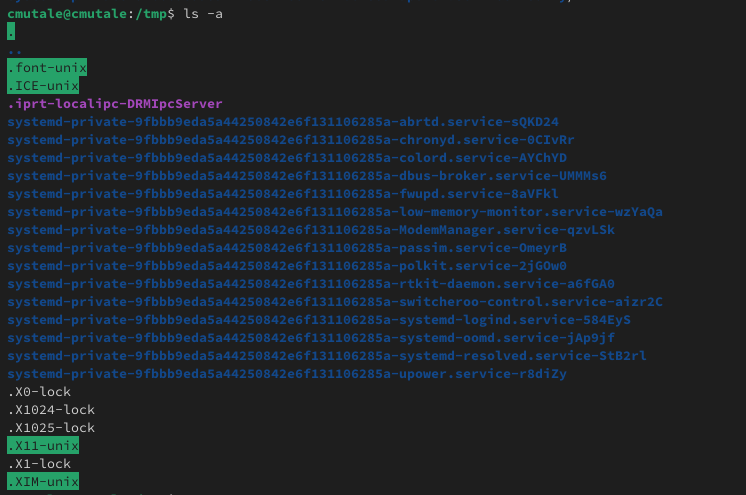 cmutale@cmutale:/tmp$ ls -a
.
..
.font-unix
.ICE-unix
.iprt-localipc-DRMIpcServer
systemd-private-9fbbb9eda5a44250842e6f131106285a-abrtd.service-sQKD24
systemd-private-9fbbb9eda5a44250842e6f131106285a-chronyd.service-0CIvRr
systemd-private-9fbbb9eda5a44250842e6f131106285a-colord.service-AYChYD
systemd-private-9fbbb9eda5a44250842e6f131106285a-dbus-broker.service-UMMMs6
systemd-private-9fbbb9eda5a44250842e6f131106285a-fwupd.service-8aVFkl
systemd-private-9fbbb9eda5a44250842e6f131106285a-low-memory-monitor.service-wzYaQa
systemd-private-9fbbb9eda5a44250842e6f131106285a-ModemManager.service-qzvLSk
systemd-private-9fbbb9eda5a44250842e6f131106285a-passim.service-OmeyrB
systemd-private-9fbbb9eda5a44250842e6f131106285a-polkit.service-2jGOw0
systemd-private-9fbbb9eda5a44250842e6f131106285a-rtkit-daemon.service-a6fGA0
systemd-private-9fbbb9eda5a44250842e6f131106285a-switcheroo-control.service-aizr2C
systemd-private-9fbbb9eda5a44250842e6f131106285a-systemd-logind.service-584EyS
systemd-private-9fbbb9eda5a44250842e6f131106285a-systemd-oomd.service-jAp9jf
systemd-private-9fbbb9eda5a44250842e6f131106285a-systemd-resolved.service-StB2rl
systemd-private-9fbbb9eda5a44250842e6f131106285a-upower.service-r8diZy
.X0-lock
.X1024-lock
.X1025-lock
.X11-unix
.X1-lock
.XIM-unix